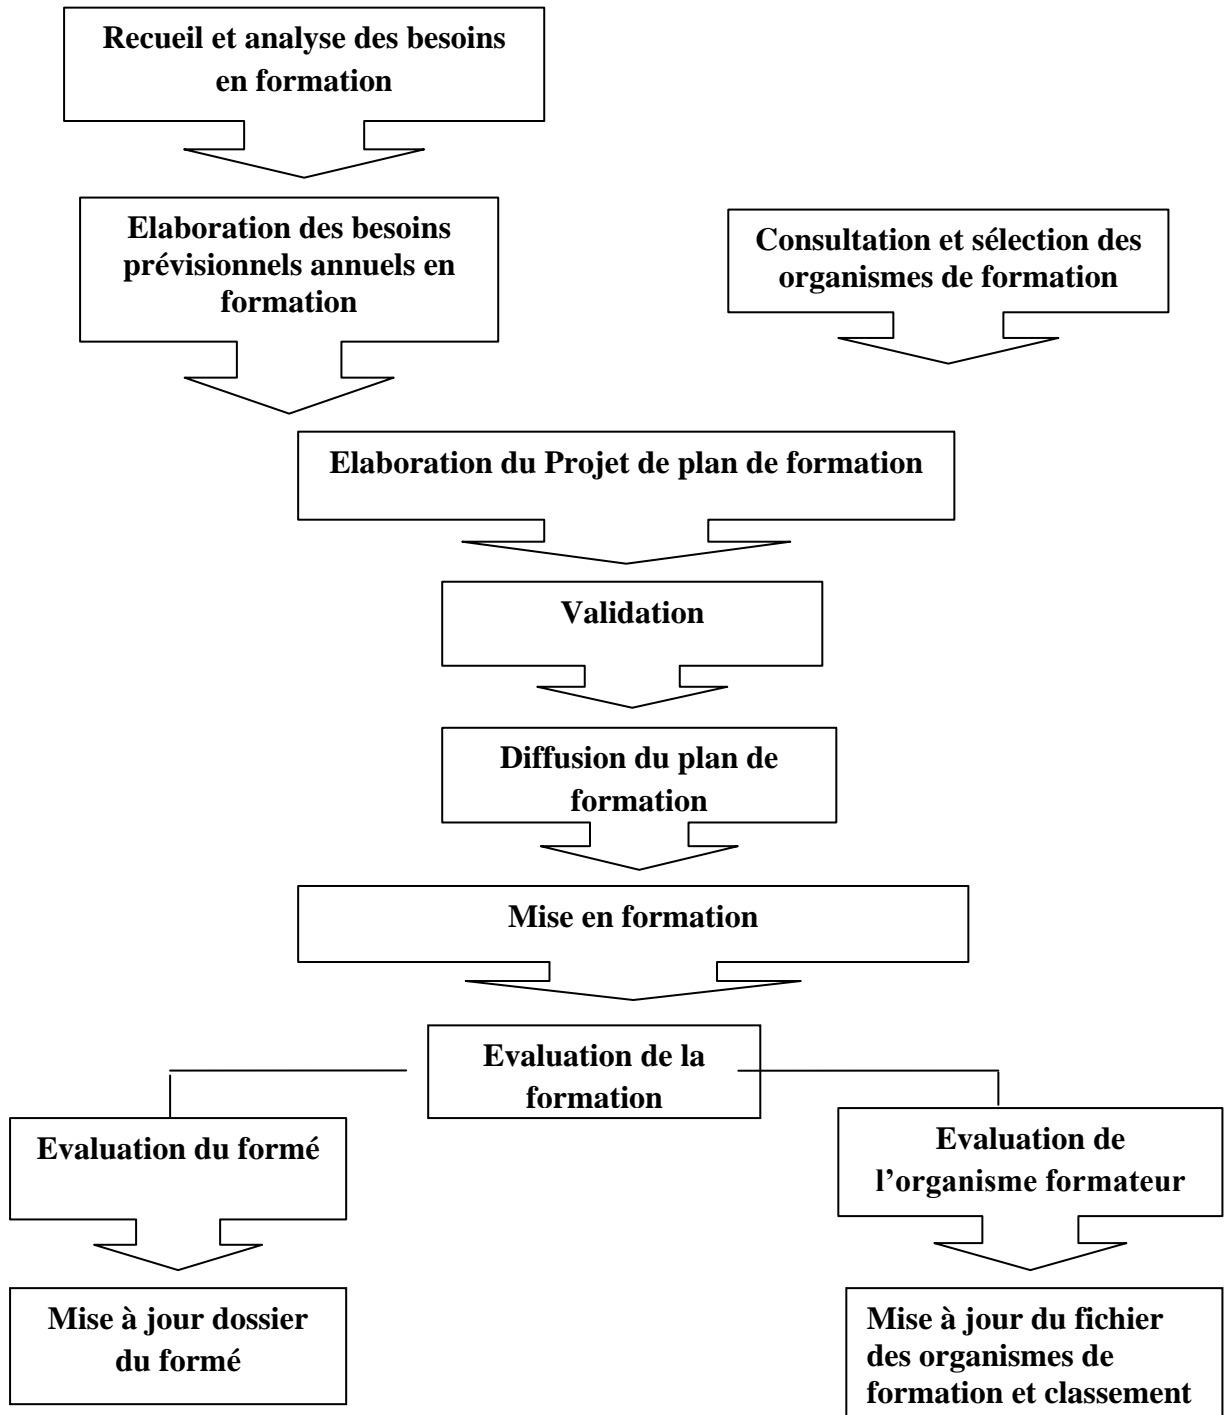 Recueil et analyse des besoins
en formation
Elaboration des besoins
prévisionnels annuels en
formation
Consultation et sélection des
organismes de formation
Elaboration du Projet de plan de formation
Validation
Diffusion du plan de
formation
Mise en formation
Evaluation de la
formation
Evaluation du formé
Evaluation de
l’organisme formateur
Mise à jour dossier
du formé
Mise à jour du fichier
des organismes de
formation et classement